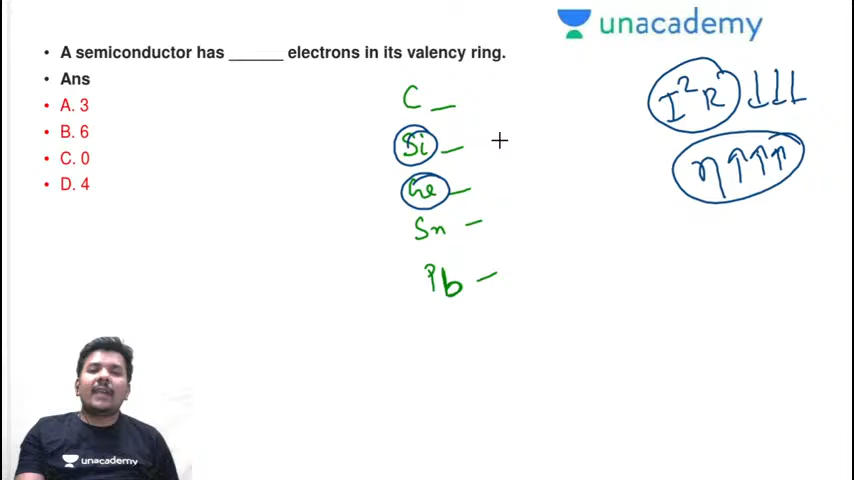 unacademy
A semiconductor has ______ electrons in its valency ring.
Ans
A. 3
B. 6
C. 0
D. 4
C —
Si —
Ge —
Sn —
Pb —
I²R ↓↓↓
η↑↑↑
unacademy